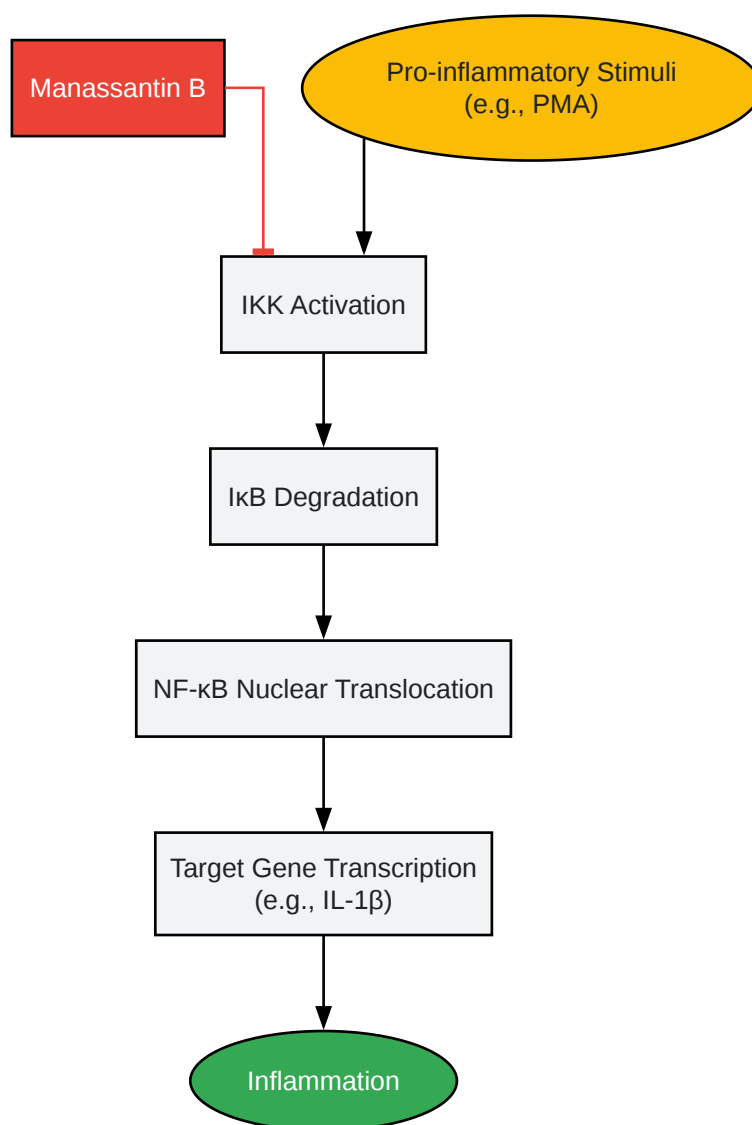 Manassantin B
Pro-inflammatory Stimuli
(e.g., PMA)
IKK Activation
IκB Degradation
NF-κB Nuclear Translocation
Target Gene Transcription
(e.g., IL-1β)
Inflammation